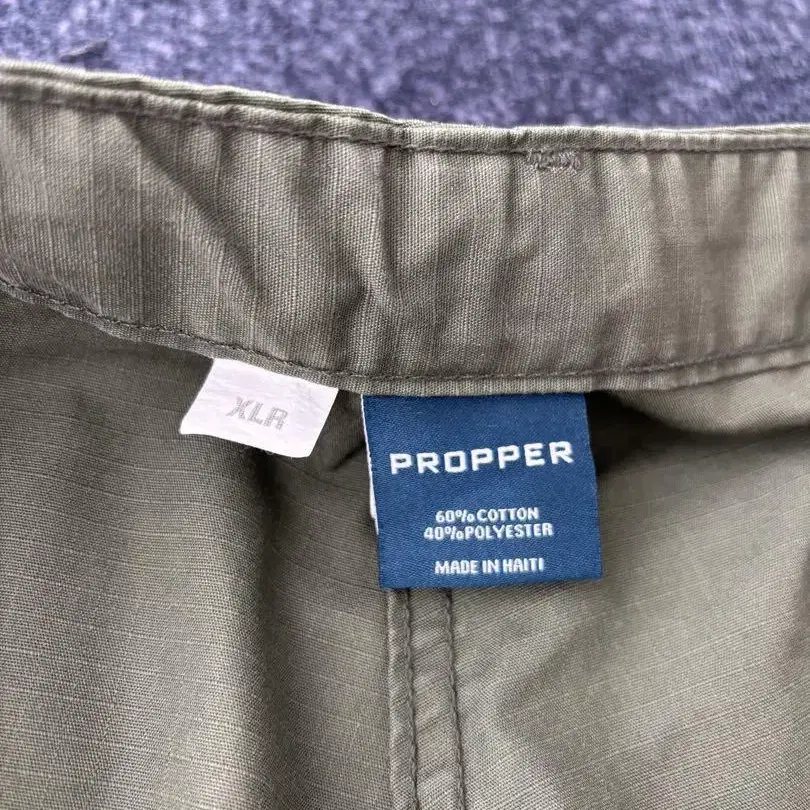 XLR
PROPPER
60% COTTON
40% POLYESTER
MADE IN HAITI